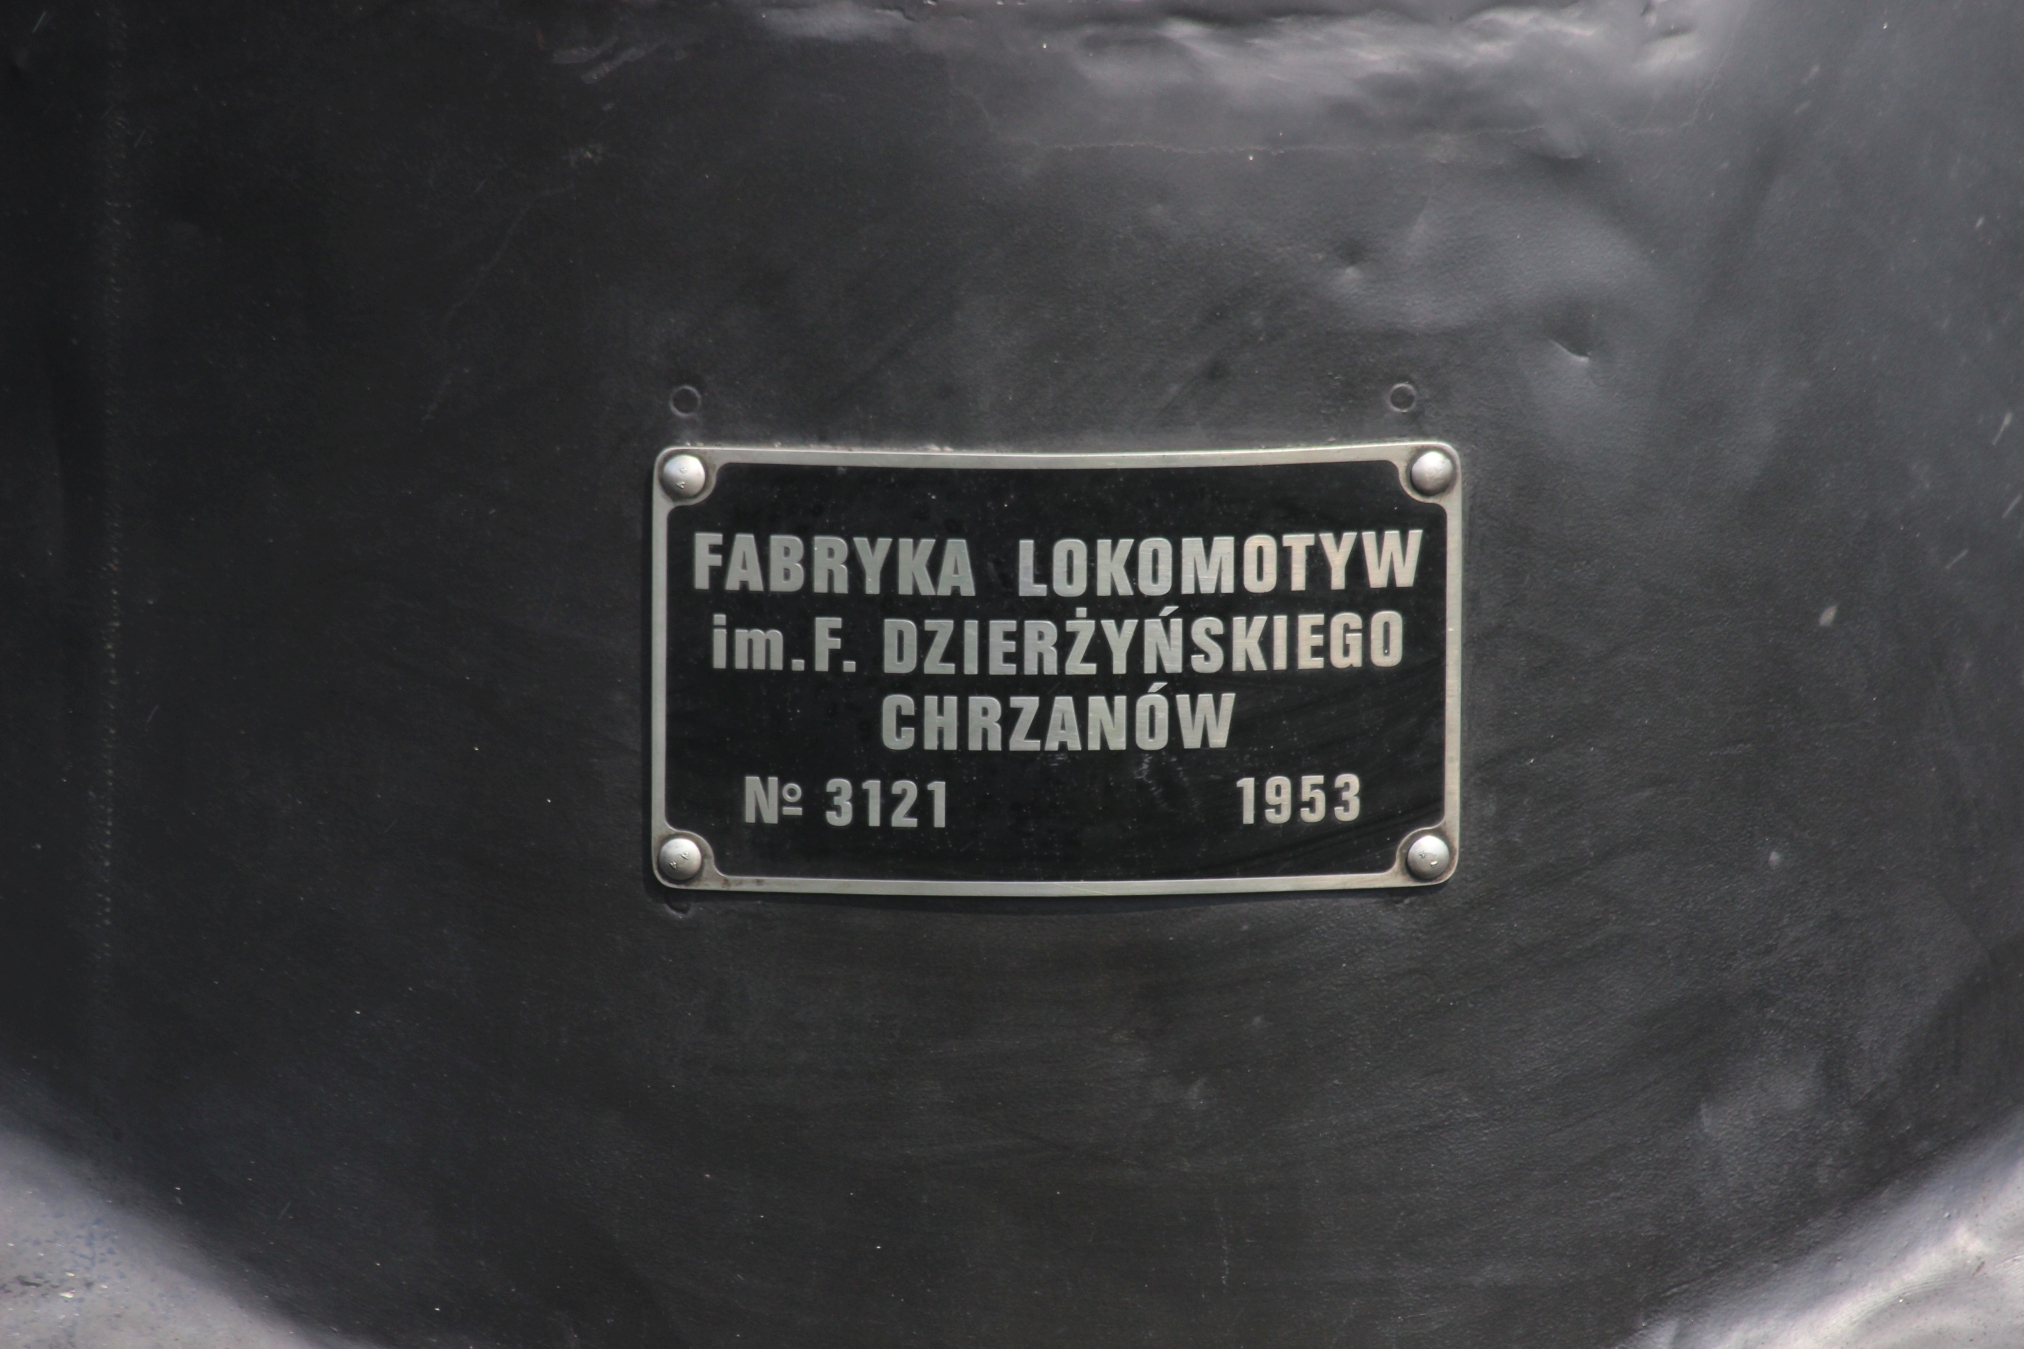 FABRYKA LOKOMOTYW
im. F. DZIERŻYŃSKIEGO
CHRZANÓW
Nº 3121 1953